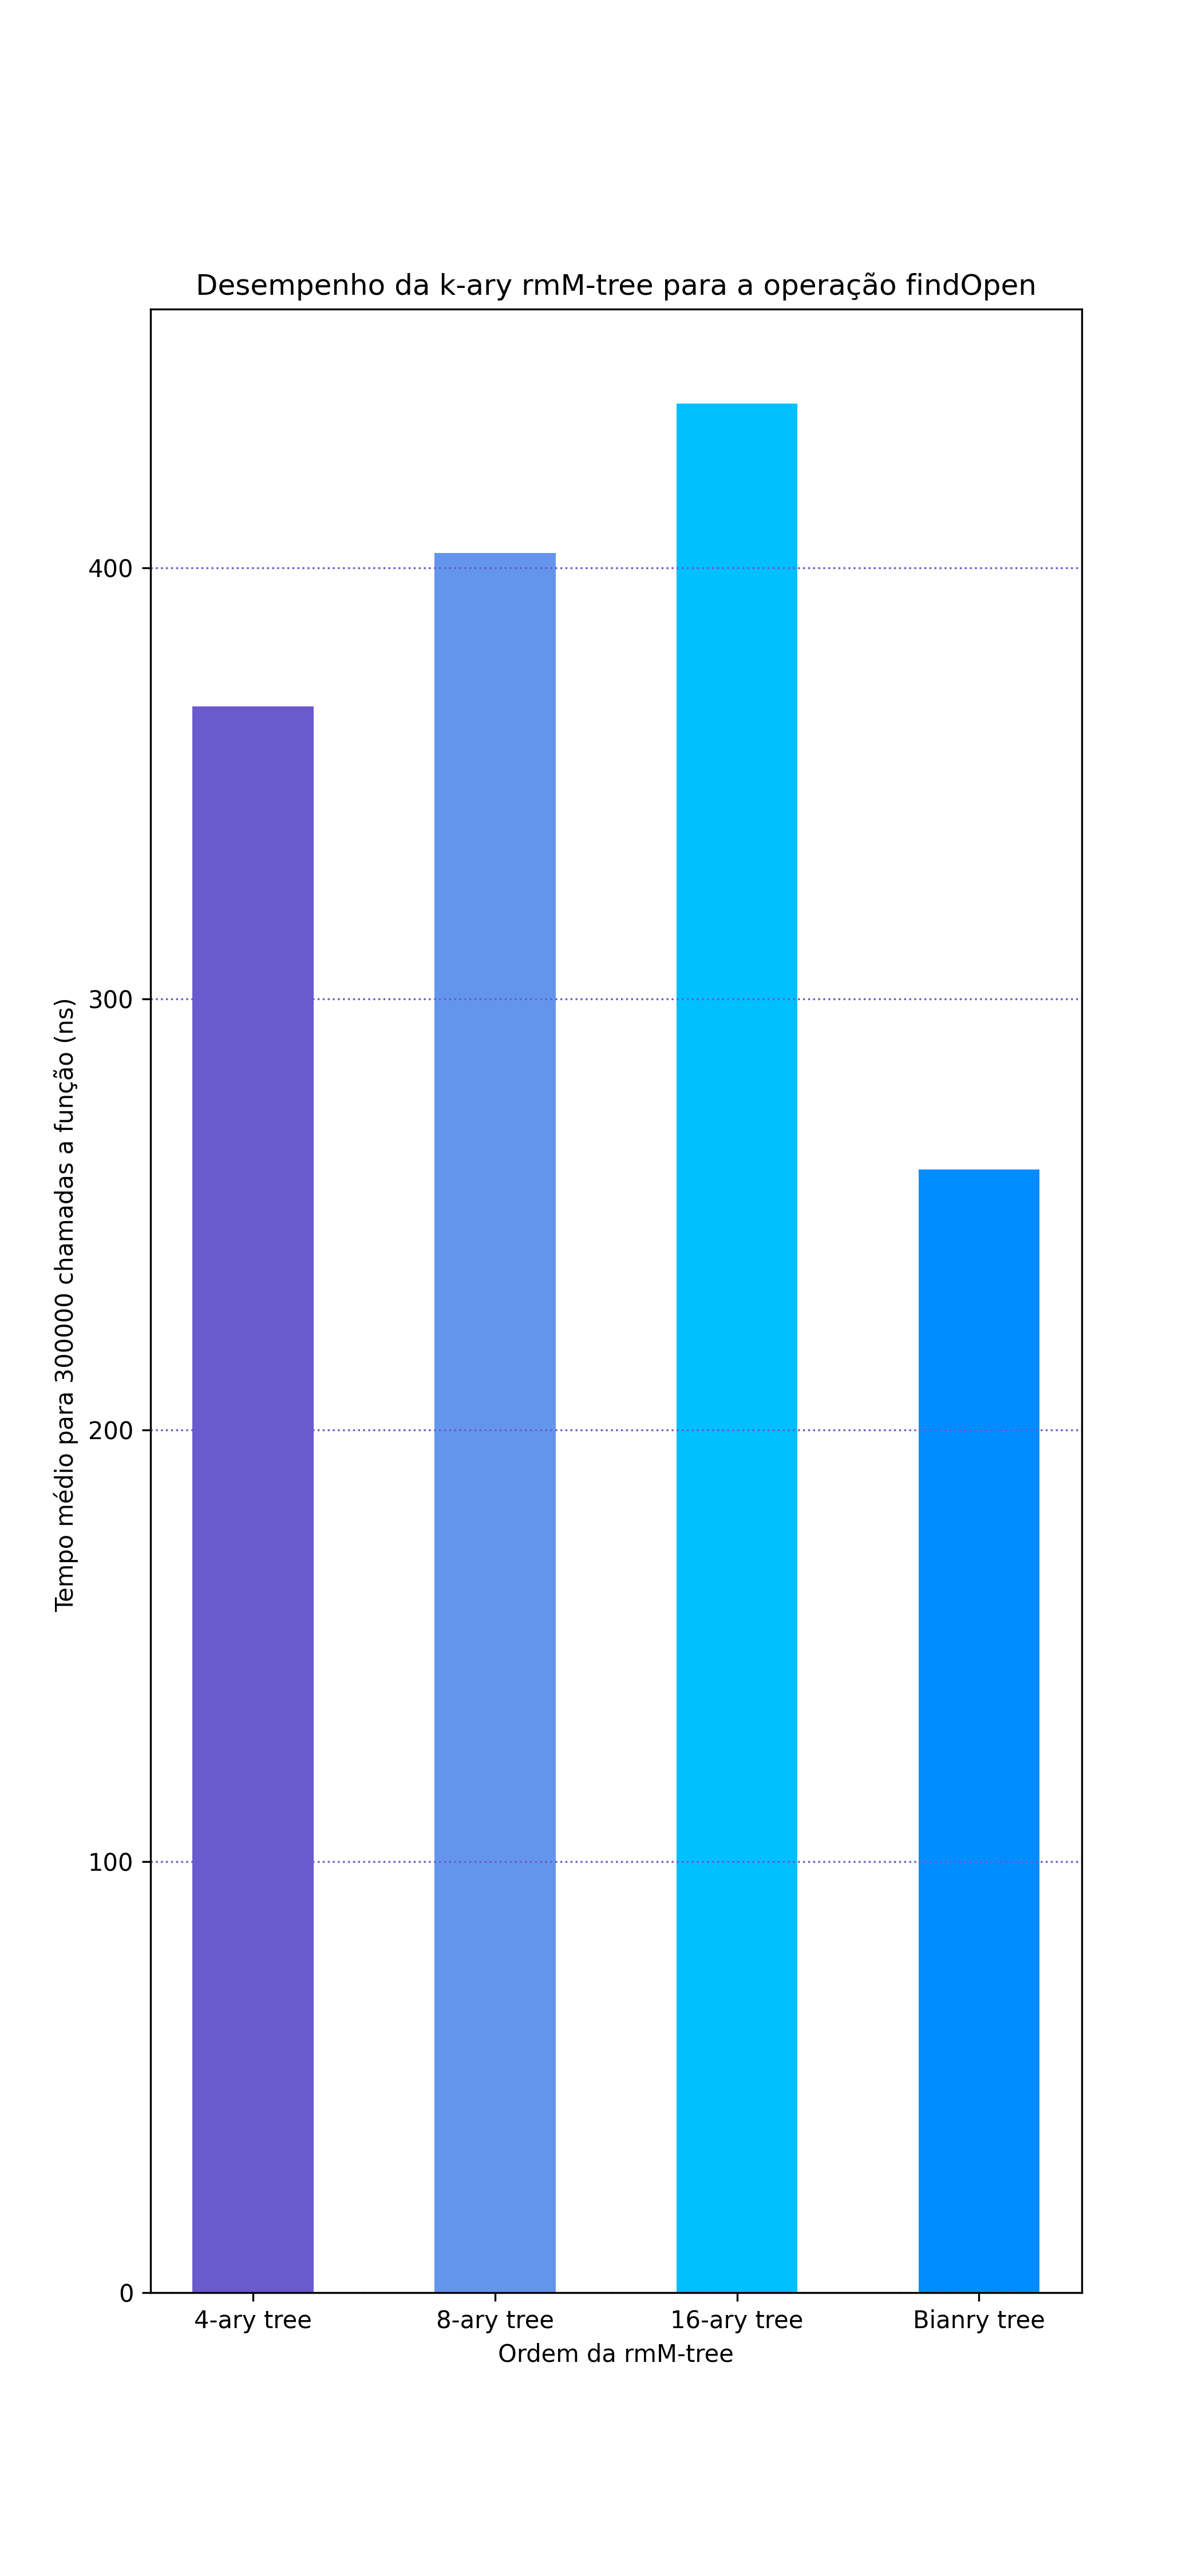 Desempenho da k-ary rmM-tree para a operação findOpen
Tempo médio para 300000 chamadas a função (ns)
400
300
200
100
0
4-ary tree
8-ary tree
16-ary tree
Bianry tree
Ordem da rmM-tree